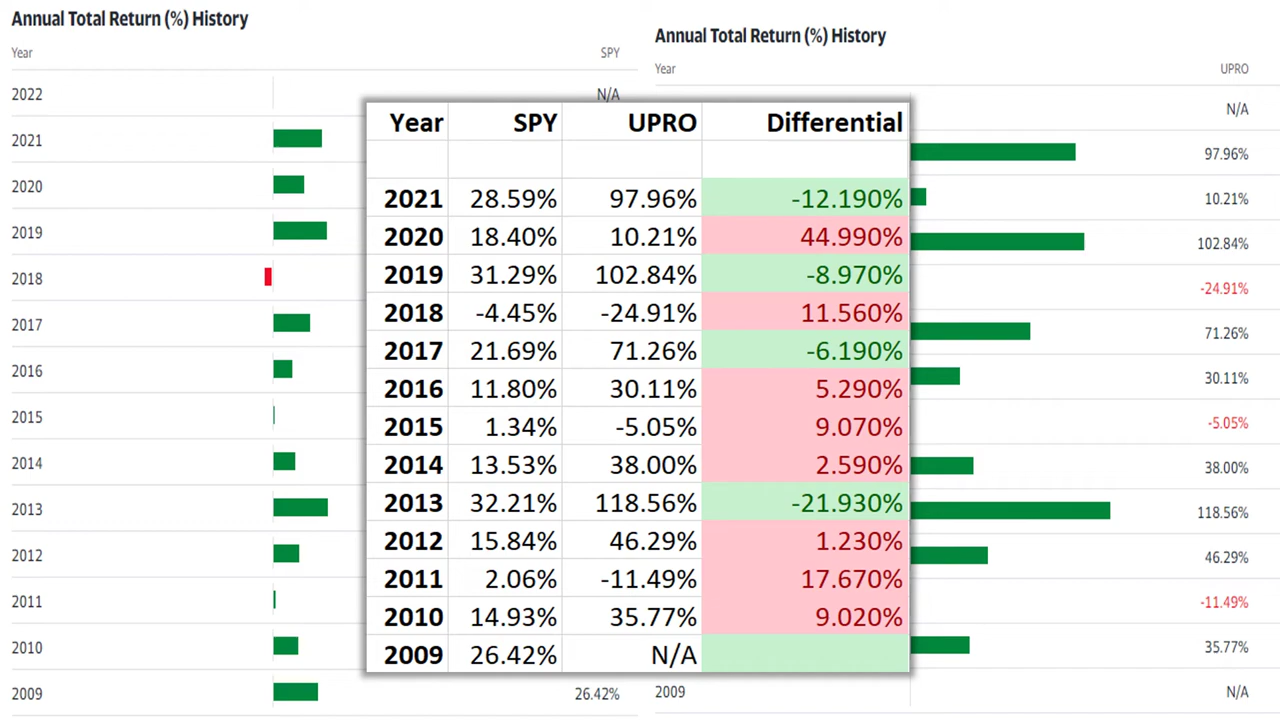 Annual Total Return (%) History
Year SPY
2022 N/A
2021
2020
2019
2018
2017
2016
2015
2014
2013
2012
2011
2010
2009 26.42%
Year SPY UPRO Differential
2021 28.59% 97.96% -12.190%
2020 18.40% 10.21% 44.990%
2019 31.29% 102.84% -8.970%
2018 -4.45% -24.91% 11.560%
2017 21.69% 71.26% -6.190%
2016 11.80% 30.11% 5.290%
2015 1.34% -5.05% 9.070%
2014 13.53% 38.00% 2.590%
2013 32.21% 118.56% -21.930%
2012 15.84% 46.29% 1.230%
2011 2.06% -11.49% 17.670%
2010 14.93% 35.77% 9.020%
2009 26.42% N/A
Annual Total Return (%) History
Year UPRO
N/A
97.96%
10.21%
102.84%
-24.91%
71.26%
30.11%
-5.05%
38.00%
118.56%
46.29%
-11.49%
35.77%
2009 N/A